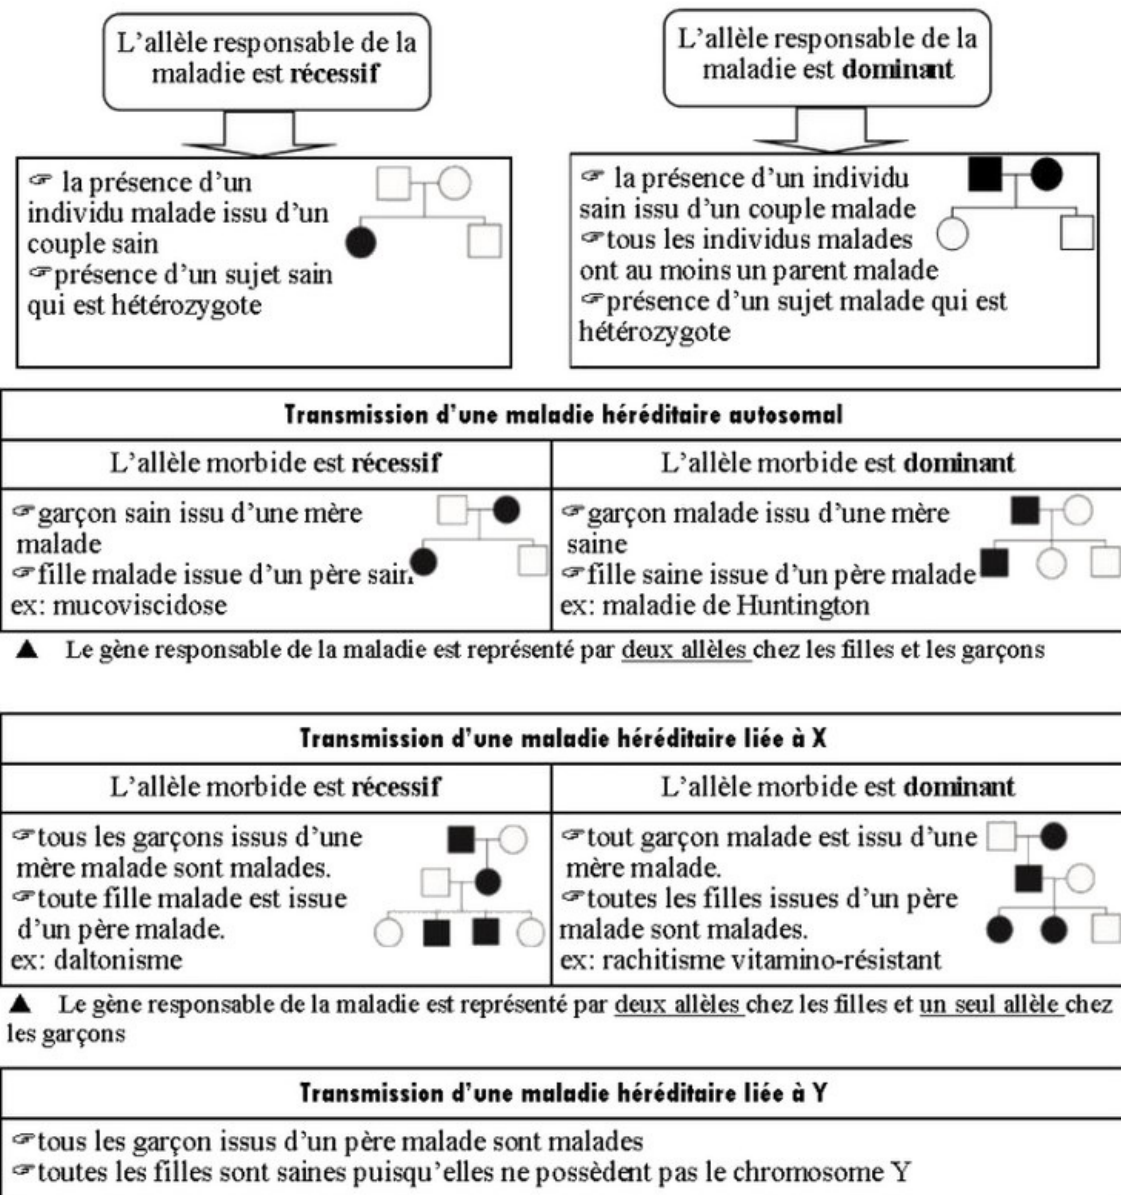 L'allèle responsable de la
maladie est récessif
L'allèle responsable de la
maladie est dominant
☞ la présence d'un
individu malade issu d'un
couple sain
☞présence d'un sujet sain
qui est hétérozygote
☞ la présence d'un individu
sain issu d'un couple malade
☞tous les individus malades
ont au moins un parent malade
☞présence d'un sujet malade qui est
hétérozygote
Transmission d'une maladie héréditaire autosomal
L'allèle morbide est récessif
L'allèle morbide est dominant
☞garçon sain issu d'une mère
malade
☞fille malade issue d'un père sain
ex: mucoviscidose
☞garçon malade issu d'une mère
saine
☞fille saine issue d'un père malade
ex: maladie de Huntington
▲ Le gène responsable de la maladie est représenté par deux allèles chez les filles et les garçons
Transmission d'une maladie héréditaire liée à X
L'allèle morbide est récessif
L'allèle morbide est dominant
☞tous les garçons issus d'une
mère malade sont malades.
☞toute fille malade est issue
d'un père malade.
ex: daltonisme
☞tout garçon malade est issu d'une
mère malade.
☞toutes les filles issues d'un père
malade sont malades.
ex: rachitisme vitamino-résistant
▲ Le gène responsable de la maladie est représenté par deux allèles chez les filles et un seul allèle chez
les garçons
Transmission d'une maladie héréditaire liée à Y
☞tous les garçon issus d'un père malade sont malades
☞toutes les filles sont saines puisqu'elles ne possèdent pas le chromosome Y